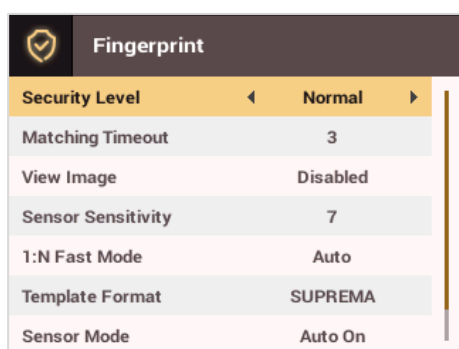 Fingerprint
Security Level Normal
Matching Timeout 3
View Image Disabled
Sensor Sensitivity 7
1:N Fast Mode Auto
Template Format SUPREMA
Sensor Mode Auto On